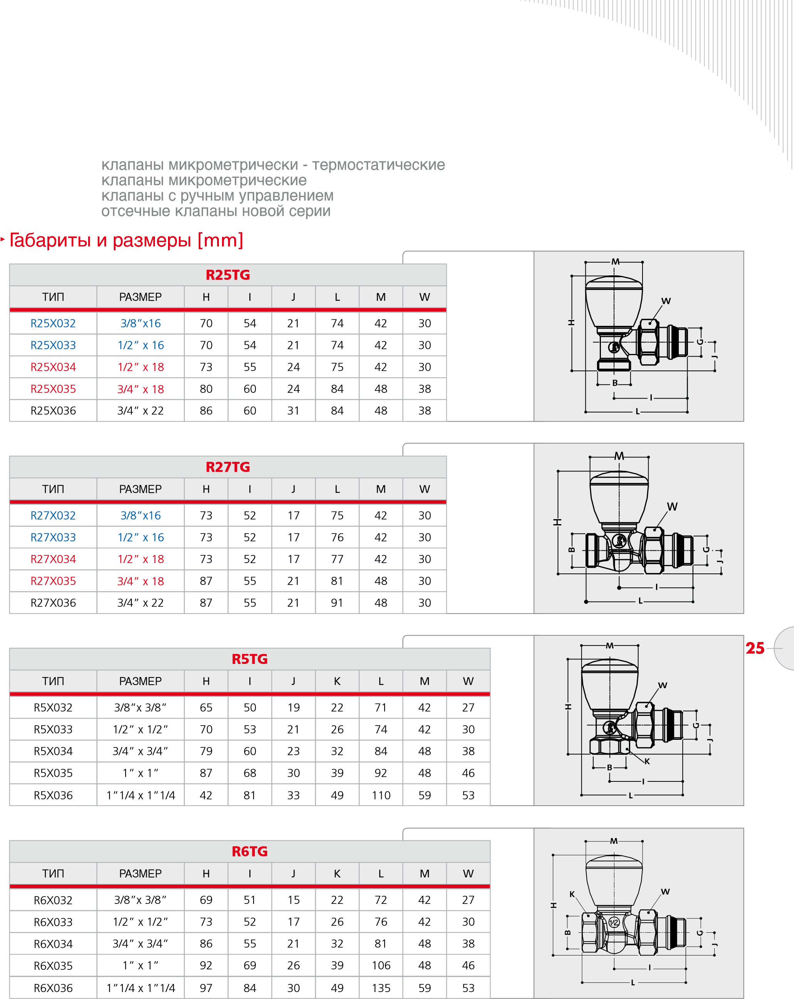 клапаны микрометрически - термостатические
клапаны микрометрические
клапаны с ручным управлением
отсечные клапаны новой серии
Габариты и размеры [mm]
R25TG
ТИП РАЗМЕР H I J L M W
R25X032 3/8”x16 70 54 21 74 42 30
R25X033 1/2” x 16 70 54 21 74 42 30
R25X034 1/2” x 18 73 55 24 75 42 30
R25X035 3/4” x 18 80 60 24 84 48 38
R25X036 3/4” x 22 86 60 31 84 48 38
M
W
H
G
J
B
I
L
R27TG
ТИП РАЗМЕР H I J L M W
R27X032 3/8”x16 73 52 17 75 42 30
R27X033 1/2” x 16 73 52 17 76 42 30
R27X034 1/2” x 18 73 52 17 77 42 30
R27X035 3/4” x 18 87 55 21 81 48 30
R27X036 3/4” x 22 87 55 21 91 48 30
M
W
H
B
G
J
I
L
25
R5TG
ТИП РАЗМЕР H I J K L M W
R5X032 3/8”x 3/8” 65 50 19 22 71 42 27
R5X033 1/2” x 1/2” 70 53 21 26 74 42 30
R5X034 3/4” x 3/4” 79 60 23 32 84 48 38
R5X035 1” x 1” 87 68 30 39 92 48 46
R5X036 1”1/4 x 1”1/4 42 81 33 49 110 59 53
M
W
H
G
J
K
B
I
L
R6TG
ТИП РАЗМЕР H I J K L M W
R6X032 3/8”x 3/8” 69 51 15 22 72 42 27
R6X033 1/2” x 1/2” 73 52 17 26 76 42 30
R6X034 3/4” x 3/4” 86 55 21 32 81 48 38
R6X035 1” x 1” 92 69 26 39 106 48 46
R6X036 1”1/4 x 1”1/4 97 84 30 49 135 59 53
M
W
K
H
1/2
B
G
J
I
L